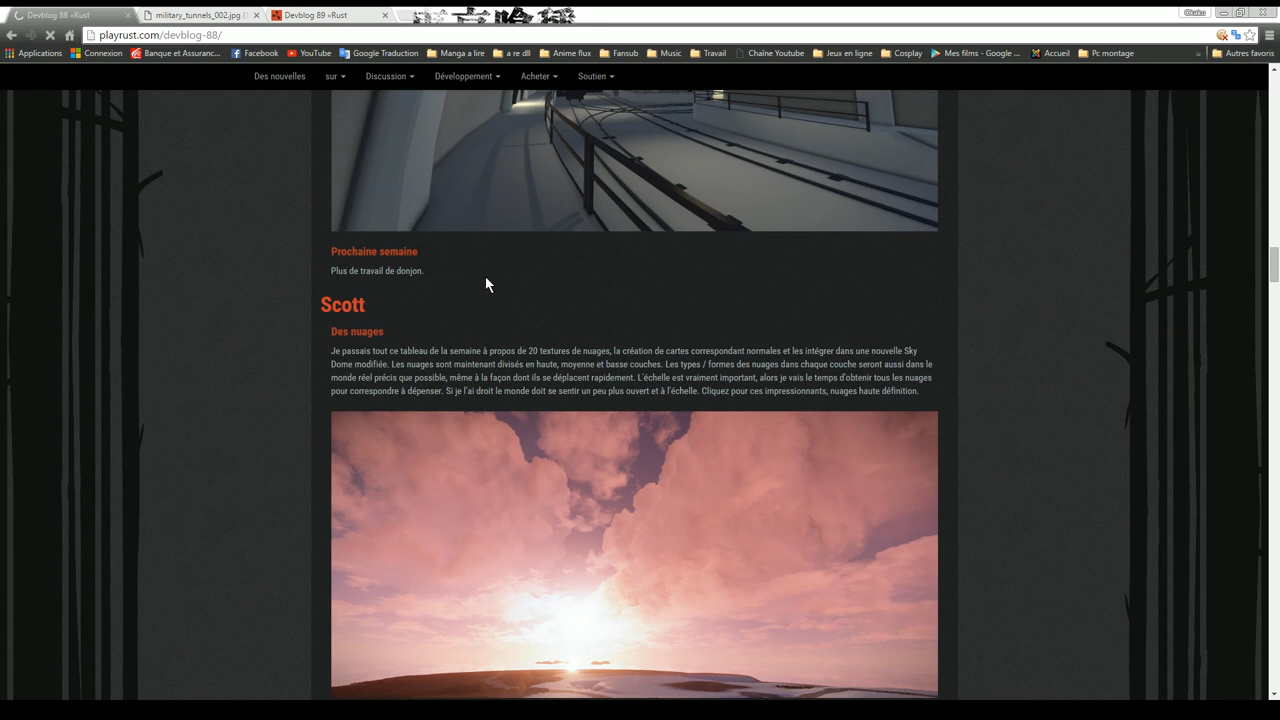 Devblog 88 «Rust
military_tunnels_002.jpg (
Devblog 89 «Rust
Okaku
playrust.com/devblog-88/
Applications
Connexion
Banque et Assuranc...
Facebook
YouTube
Google Traduction
Manga a lire
a re dll
Anime flux
Fansub
Music
Travail
Chaîne Youtube
Jeux en ligne
Cosplay
Mes films - Google ...
Accueil
Pc montage
Autres favoris
Des nouvelles
sur
Discussion
Développement
Acheter
Soutien
Prochaine semaine
Plus de travail de donjon.
Scott
Des nuages
Je passais tout ce tableau de la semaine à propos de 20 textures de nuages, la création de cartes correspondant normales et les intégrer dans une nouvelle Sky
Dome modifiée. Les nuages sont maintenant divisés en haute, moyenne et basse couches. Les types / formes des nuages dans chaque couche seront aussi dans le
monde réel précis que possible, même à la façon dont ils se déplacent rapidement. L'échelle est vraiment important, alors je vais le temps d'obtenir tous les nuages
pour correspondre à dépenser. Si je l'ai droit le monde doit se sentir un peu plus ouvert et à l'échelle. Cliquez pour ces impressionnants, nuages haute définition.